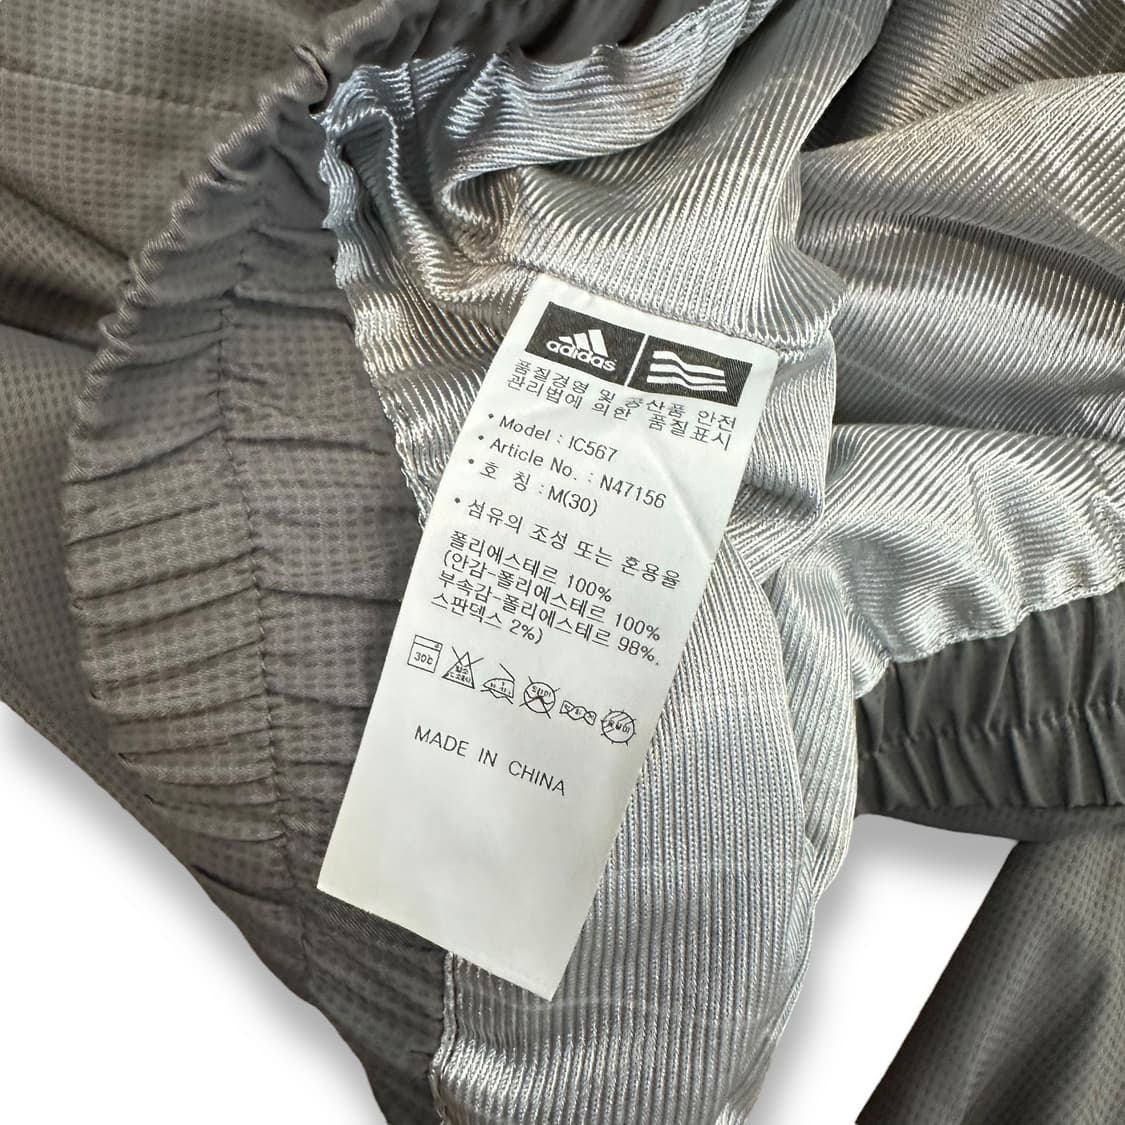 adidas
품질경영 및 공산품 안전
관리법에 의한 품질표시
• Model : IC567
• Article No. : N47156
• 호 칭 : M(30)
• 섬유의 조성 또는 혼용율
폴리에스테르 100%
(안감-폴리에스테르 100%
부속감-폴리에스테르 98%.
스판덱스 2%)
30℃
MADE IN CHINA